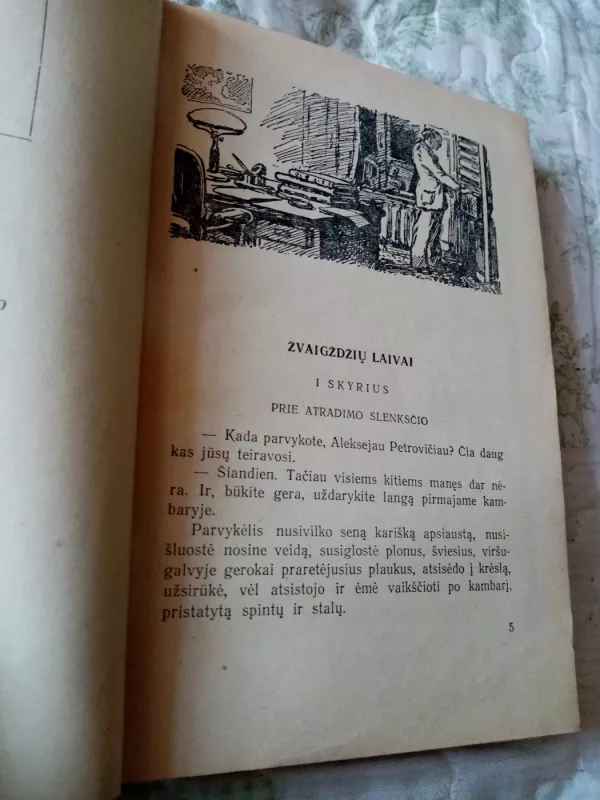 ŽVAIGŽDŽIŲ LAIVAI
I SKYRIUS
PRIE ATRADIMO SLENKSČIO
— Kada parvykote, Aleksejau Petrovičiau? Čia daug
kas jūsų teiravosi.
— Šiandien. Tačiau visiems kitiems manęs dar nė-
ra. Ir, būkite gera, uždarykite langą pirmajame kam-
baryje.
Parvykėlis nusivilko seną karišką apsiaustą, nusi-
šluostė nosine veidą, susiglostė plonus, šviesius, viršu-
galvyje gerokai praretėjusius plaukus, atsisėdo į krėslą,
užsirūkė, vėl atsistojo ir ėmė vaikščioti po kambarį,
pristatytą spintų ir stalų.
5